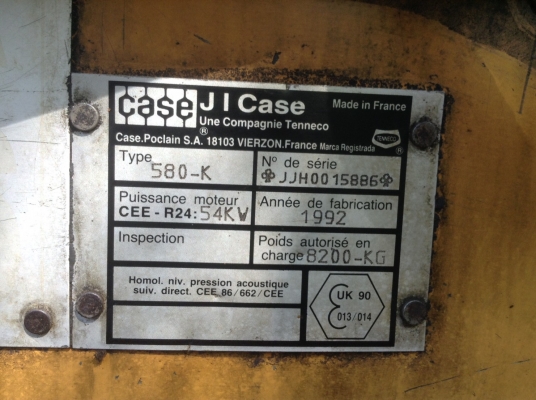 case J I Case Made in France
Une Compagnie Tenneco
®
Case.Poclain S.A. 18103 VIERZON.France Marca Registrada TENNECO
Type 580-K
N° de série
JJH0015886
Puissance moteur
CEE - R24: 54KW
Année de fabrication
1992
Inspection
Poids autorisé en
charge 8200-KG
Homol. niv. pression acoustique
suiv. direct. CEE 86/662/CEE
UK 90
013/014